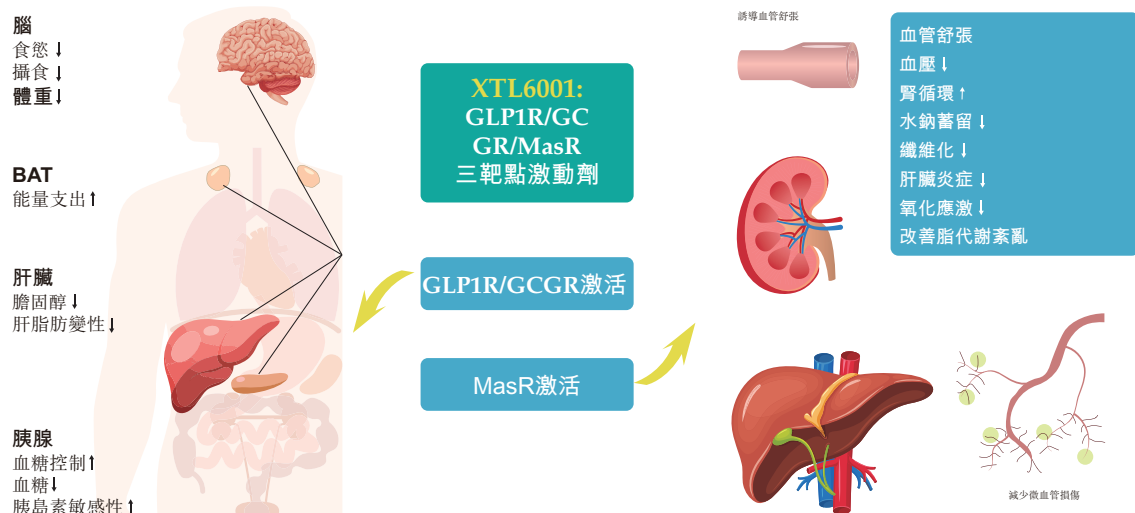 腦
食慾↓
攝食↓
體重↓
BAT
能量支出↑
肝臟
膽固醇↓
肝脂肪變性↓
胰腺
血糖控制↑
血糖↓
胰島素敏感性↑
XTL6001:
GLP1R/GC
GR/MasR
三靶點激動劑
GLP1R/GCGR激活
MasR激活
誘導血管舒張
血管舒張
血壓↓
腎循環↑
水鈉蓄留↓
纖維化↓
肝臟炎症↓
氧化應激↓
改善脂代謝紊亂
減少微血管損傷